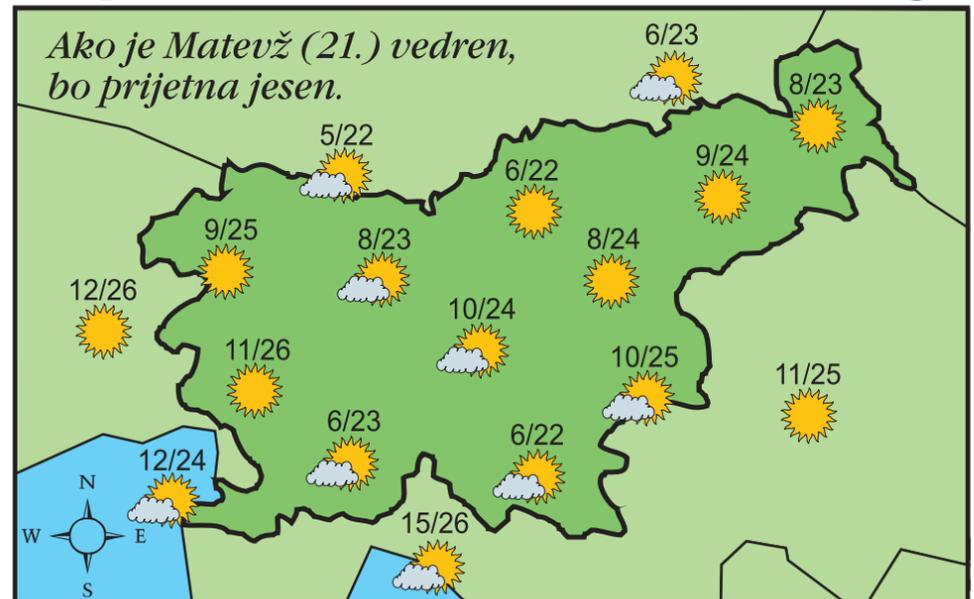 Ako je Matevž (21.) vedren,
bo prijetna jesen.
6/23
8/23
5/22
6/22
9/24
9/25
8/23
8/24
12/26
10/24
11/26
10/25
11/25
6/23
6/22
12/24
15/26
N
W
E
S